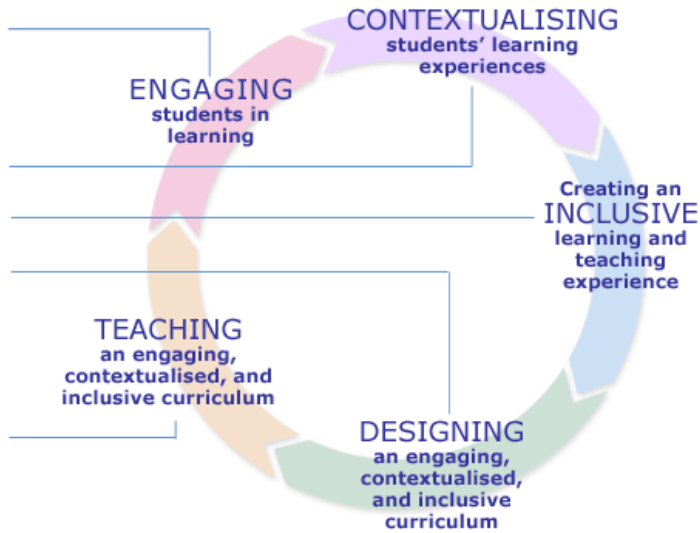 CONTEXTUALISING
students' learning
experiences
ENGAGING
students in
learning
Creating an
INCLUSIVE
learning and
teaching
experience
TEACHING
an engaging,
contextualised, and
inclusive curriculum
DESIGNING
an engaging,
contextualised,
and inclusive
curriculum